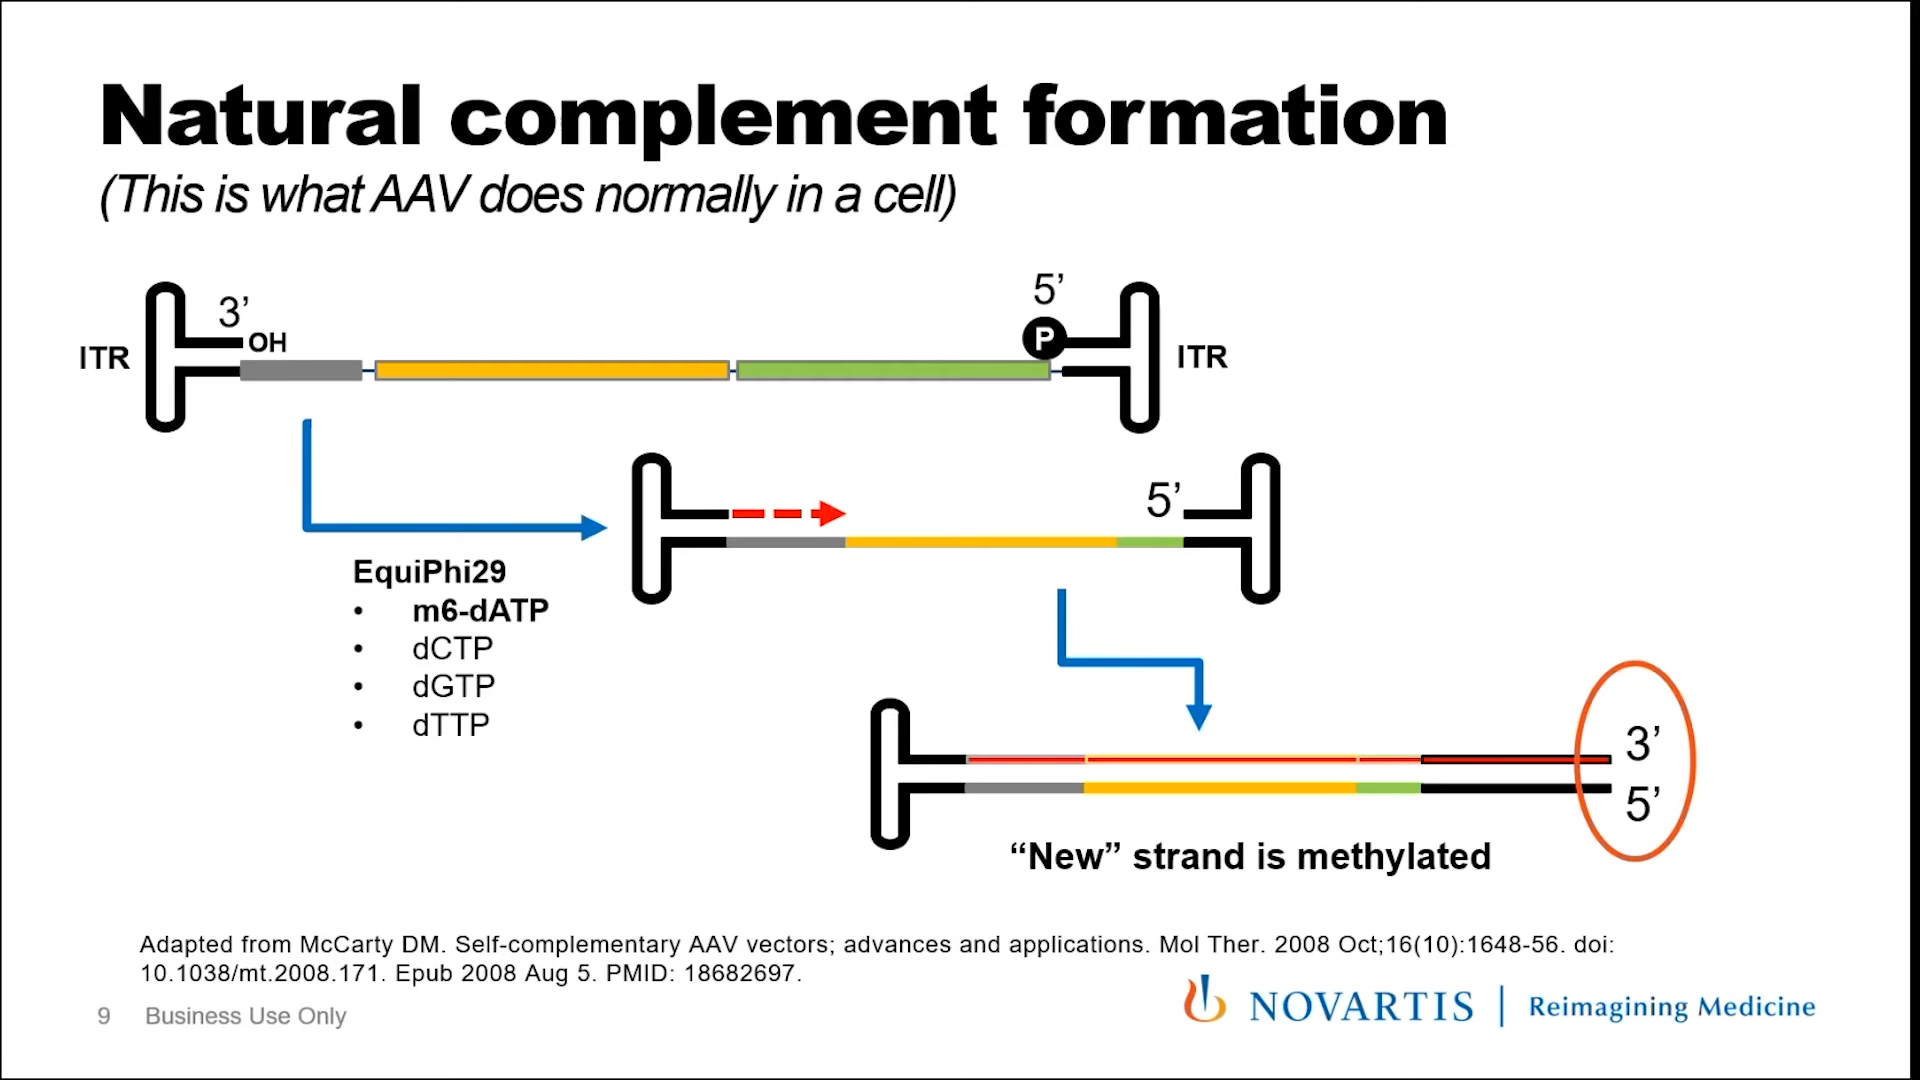 Natural complement formation
(This is what AAV does normally in a cell)
3’
OH
5’
P
ITR
ITR
5’
EquiPhi29
• m6-dATP
• dCTP
• dGTP
• dTTP
3’
5’
“New” strand is methylated
Adapted from McCarty DM. Self-complementary AAV vectors; advances and applications. Mol Ther. 2008 Oct;16(10):1648-56. doi:
10.1038/mt.2008.171. Epub 2008 Aug 5. PMID: 18682697.
9 Business Use Only
NOVARTIS | Reimagining Medicine